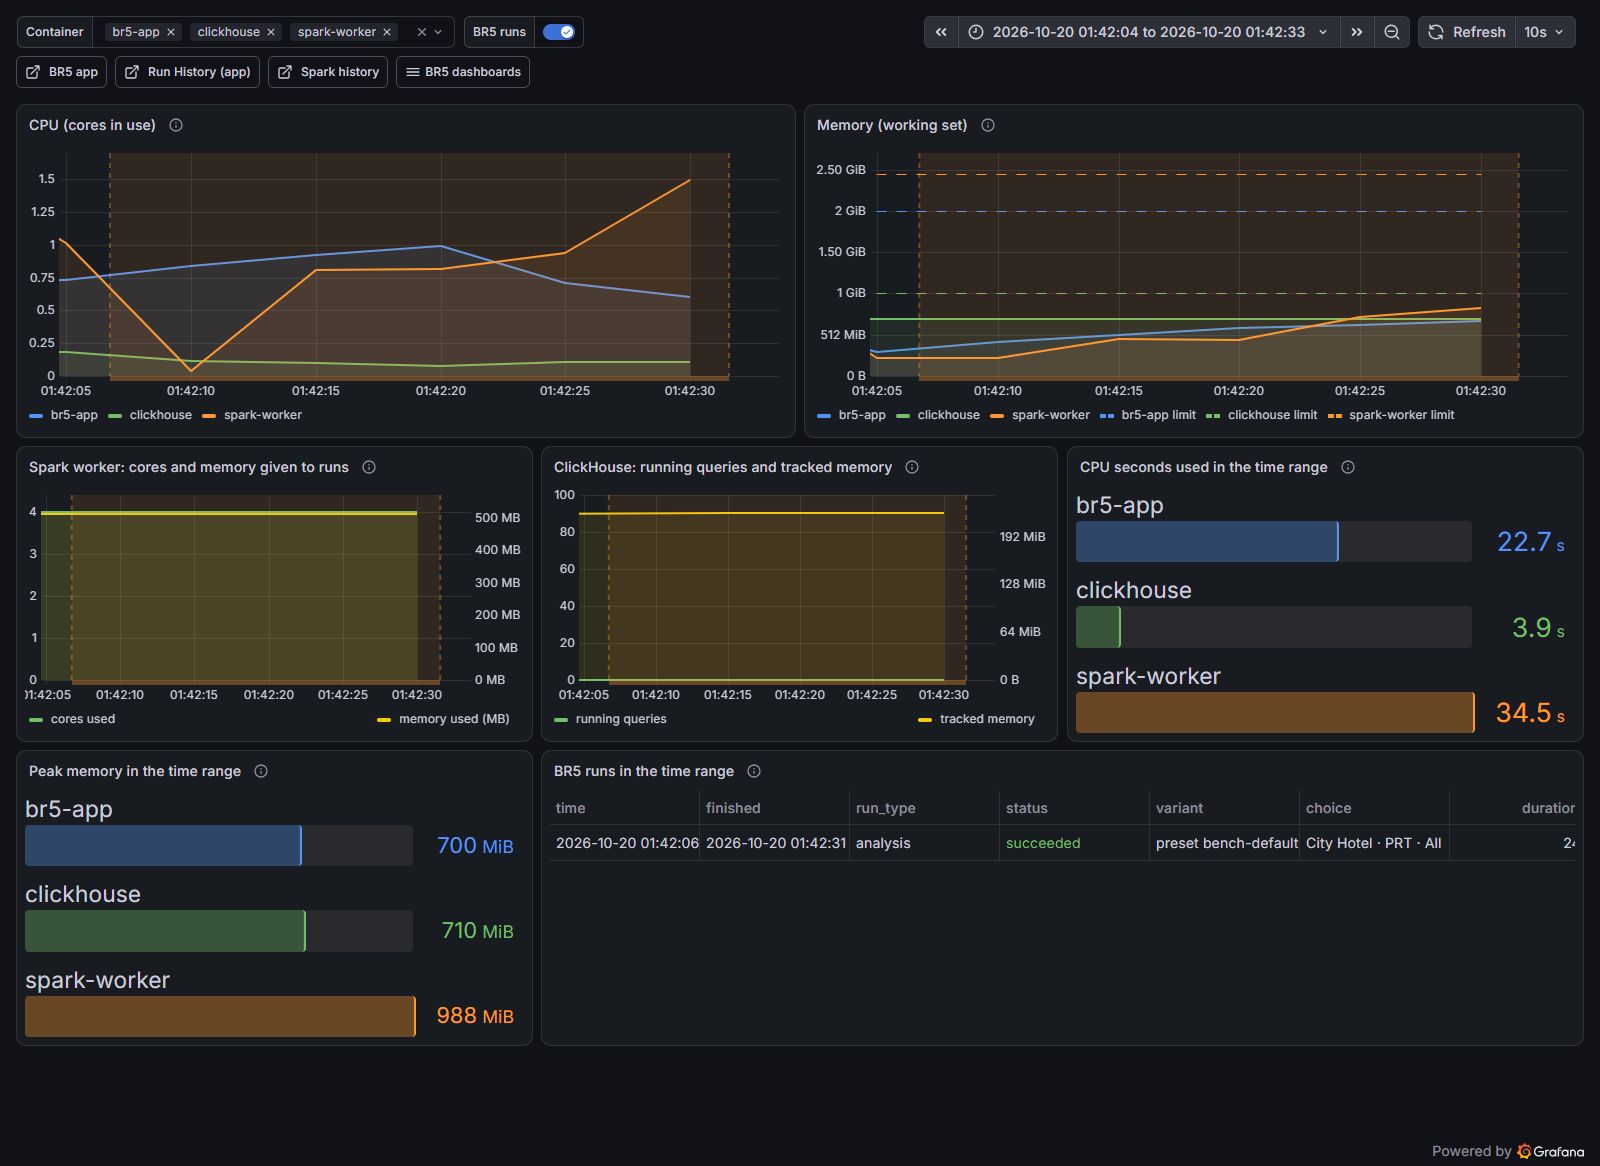 Container br5-app clickhouse spark-worker BR5 runs 2026-10-20 01:42:04 to 2026-10-20 01:42:33 Refresh 10s
BR5 app Run History (app) Spark history BR5 dashboards
CPU (cores in use)
1.5
1.25
1
0.75
0.5
0.25
0
01:42:05 01:42:10 01:42:15 01:42:20 01:42:25 01:42:30
br5-app clickhouse spark-worker
Memory (working set)
2.50 GiB
2 GiB
1.50 GiB
1 GiB
512 MiB
0 B
01:42:05 01:42:10 01:42:15 01:42:20 01:42:25 01:42:30
br5-app clickhouse spark-worker br5-app limit clickhouse limit spark-worker limit
Spark worker: cores and memory given to runs
4
3
2
1
0
500 MB
400 MB
300 MB
200 MB
100 MB
0 MB
01:42:05 01:42:10 01:42:15 01:42:20 01:42:25 01:42:30
cores used memory used (MB)
ClickHouse: running queries and tracked memory
100
80
60
40
20
0
192 MiB
128 MiB
64 MiB
0 B
01:42:05 01:42:10 01:42:15 01:42:20 01:42:25 01:42:30
running queries tracked memory
CPU seconds used in the time range
br5-app
22.7 s
clickhouse
3.9 s
spark-worker
34.5 s
Peak memory in the time range
br5-app
700 MiB
clickhouse
710 MiB
spark-worker
988 MiB
BR5 runs in the time range
time finished run_type status variant choice duration
2026-10-20 01:42:06 2026-10-20 01:42:31 analysis succeeded preset bench-default City Hotel · PRT · All
Powered by Grafana